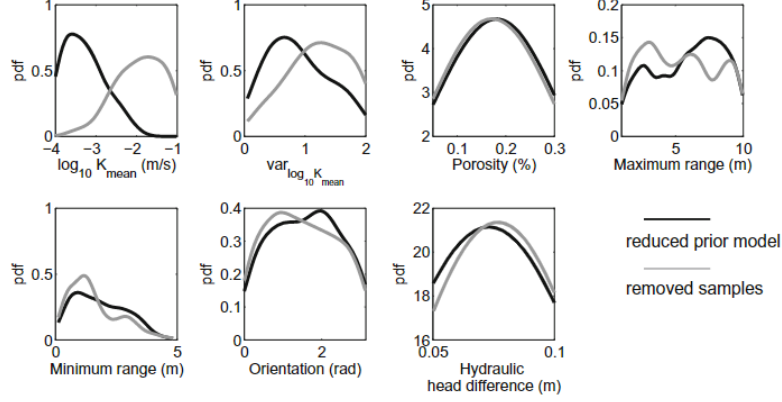 pdf
1
0.5
0
−4
−3
−2
−1
log10 Kmean (m/s)
pdf
1
0.5
0
0
1
2
varlog10 Kmean
pdf
5
4
3
2
0.1
0.2
0.3
Porosity (%)
pdf
0.2
0.15
0.1
0.05
0
5
10
Maximum range (m)
pdf
1
0.5
0
0
5
Minimum range (m)
pdf
0.4
0.3
0.2
0.1
0
0
2
Orientation (rad)
pdf
22
20
18
16
0.05
0.1
Hydraulic
head difference (m)
reduced prior model
removed samples